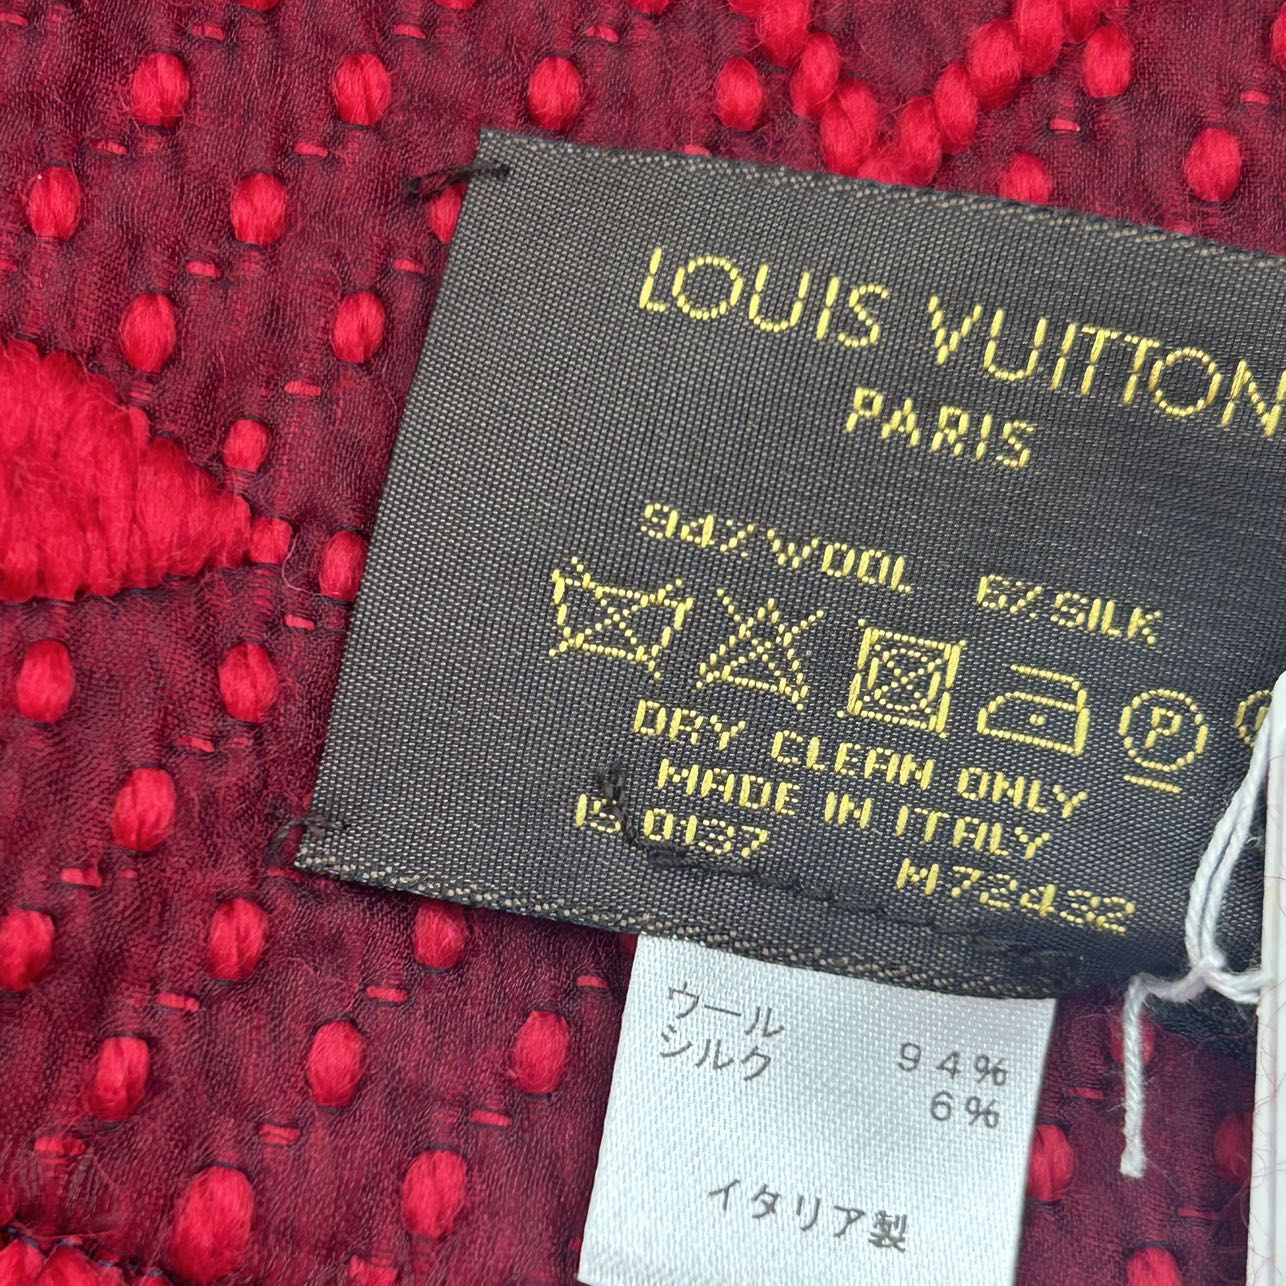 LOUIS VUITTON
PARIS
94%WOOL 6%SILK
P
DRY CLEAN ONLY
MADE IN ITALY
IS 0137
M72432
ウール 94%
シルク 6%
イタリア製